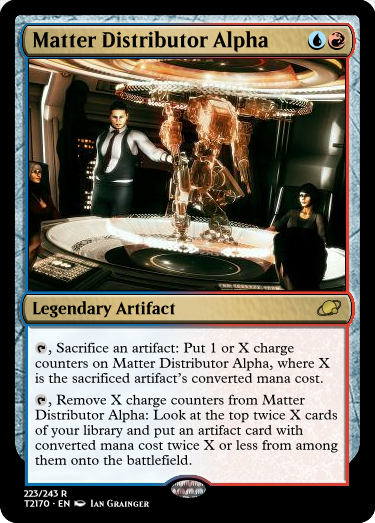 Matter Distributor Alpha
Legendary Artifact
, Sacrifice an artifact: Put 1 or X charge
counters on Matter Distributor Alpha, where X
is the sacrificed artifact's converted mana cost.
, Remove X charge counters from Matter
Distributor Alpha: Look at the top twice X cards
of your library and put an artifact card with
converted mana cost twice X or less from among
them onto the battlefield.
223/243 R
T2170 • EN Ian Grainger